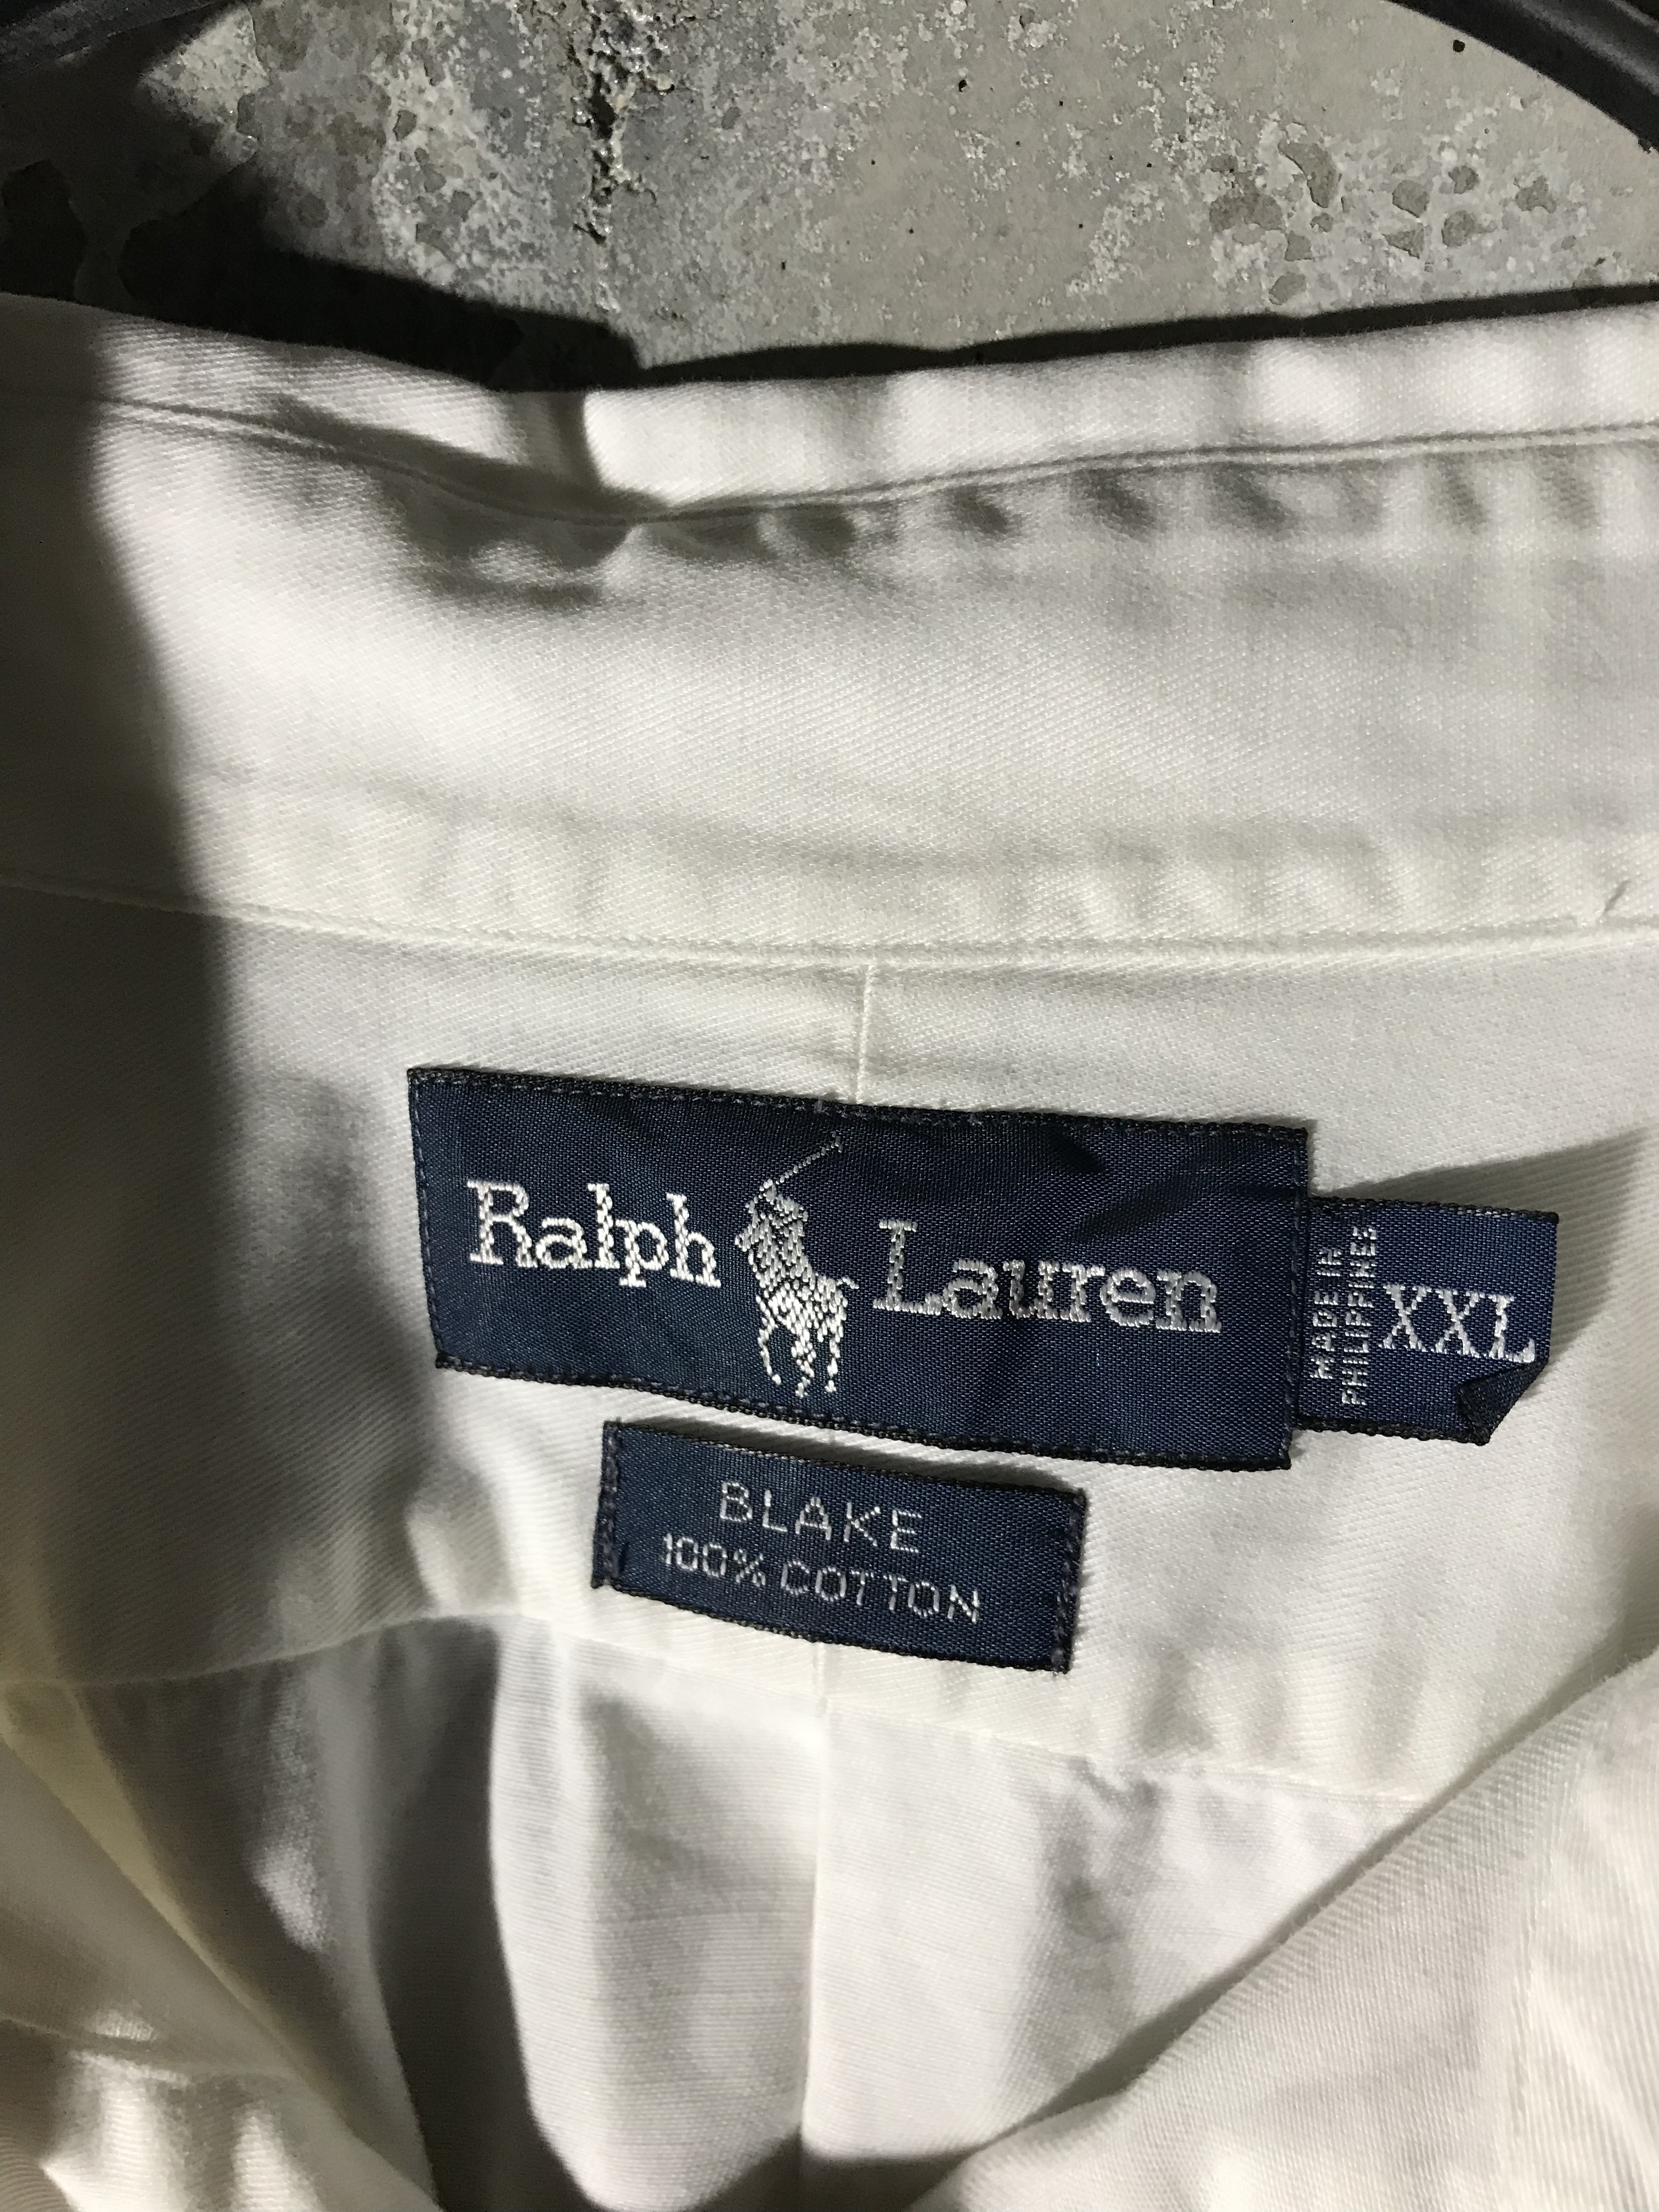 Ralph Lauren
MADE IN
PHILIPPINES
XXL
BLAKE
100% COTTON